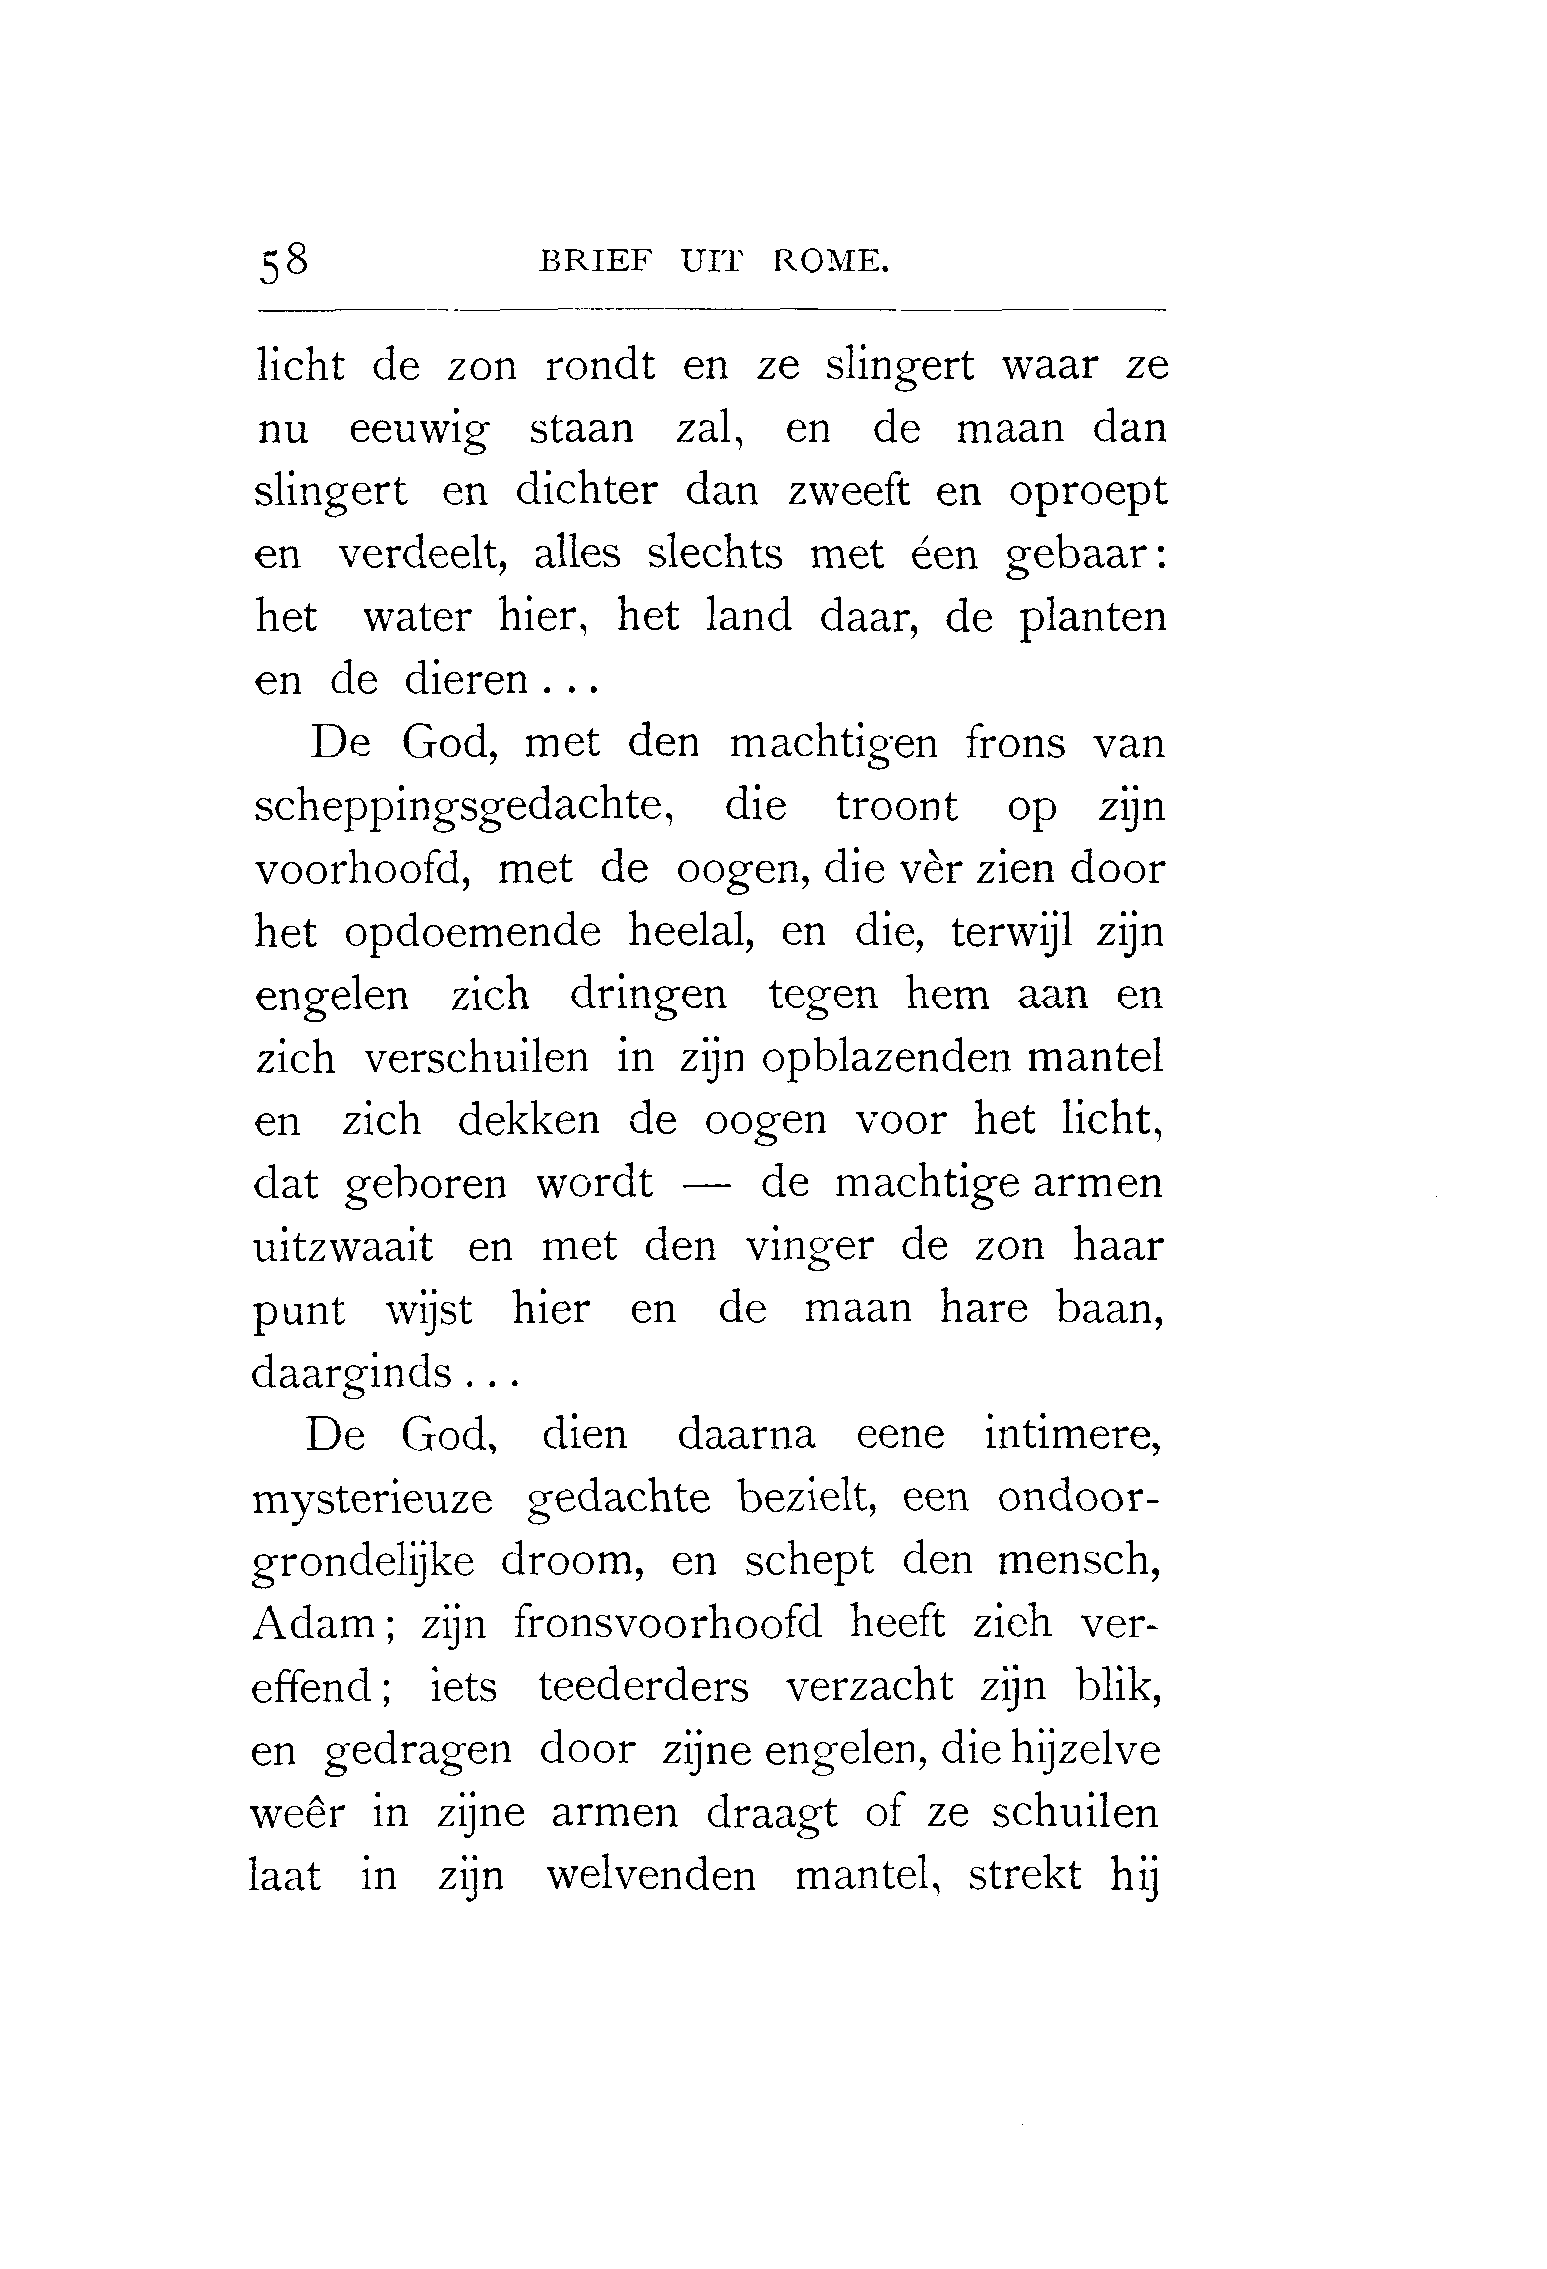 58 BRIEF UIT ROME.
licht de zon rondt en ze slingert waar ze
nu eeuwig staan zal, en de maan dan
slingert en dichter dan zweeft en oproept
en verdeelt, alles slechts met éen gebaar:
het water hier, het land daar, de planten
en de dieren...
De God, met den machtigen frons van
scheppingsgedachte, die troont op zijn
voorhoofd, met de oogen, die vèr zien door
het opdoemende heelal, en die, terwijl zijn
engelen zich dringen tegen hem aan en
zich verschuilen in zijn opblazenden mantel
en zich dekken de oogen voor het licht,
dat geboren wordt — de machtige armen
uitzwaait en met den vinger de zon haar
punt wijst hier en de maan hare baan,
daarginds...
De God, dien daarna eene intimere,
mysterieuze gedachte bezielt, een ondoor-
grondelijke droom, en schept den mensch,
Adam; zijn fronsvoorhoofd heeft zich ver-
effend; iets teederders verzacht zijn blik,
en gedragen door zijne engelen, die hijzelve
weêr in zijne armen draagt of ze schuilen
laat in zijn welvenden mantel, strekt hij